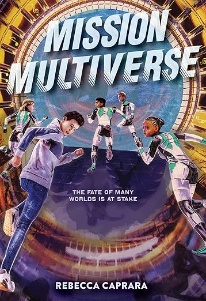 MISSION
MULTIVERSE
THE FATE OF MANY
WORLDS IS AT STAKE
REBECCA CAPRARA